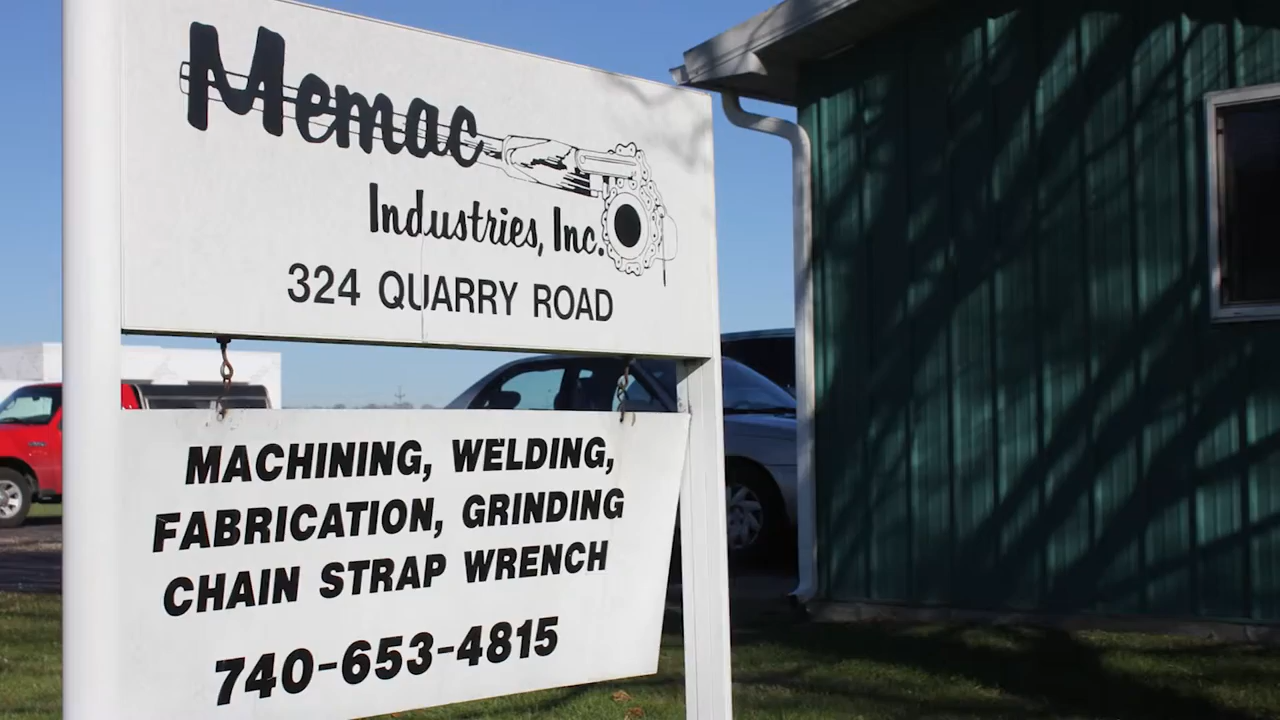 Memac
Industries, Inc.
324 QUARRY ROAD
MACHINING, WELDING,
FABRICATION, GRINDING
CHAIN STRAP WRENCH
740-653-4815